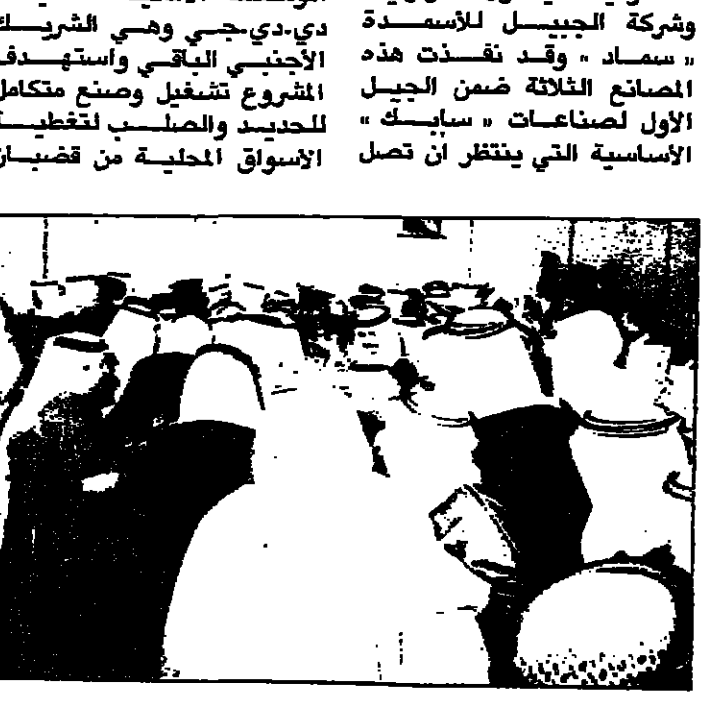 وشركة الجبيل للأسمدة
« سماد » وقد نفذت هذه
المصانع الثلاثة ضمن الجيل
الأول لصناعات « سابك »
الأساسية التي ينتظر أن تصل
دي.دي.جي وهي الشريك
الأجنبي الباقي واستهدف
المشروع تشغيل وصنع متكامل
للحديد والصلب لتغطية
الأسواق المحلية من قضبان